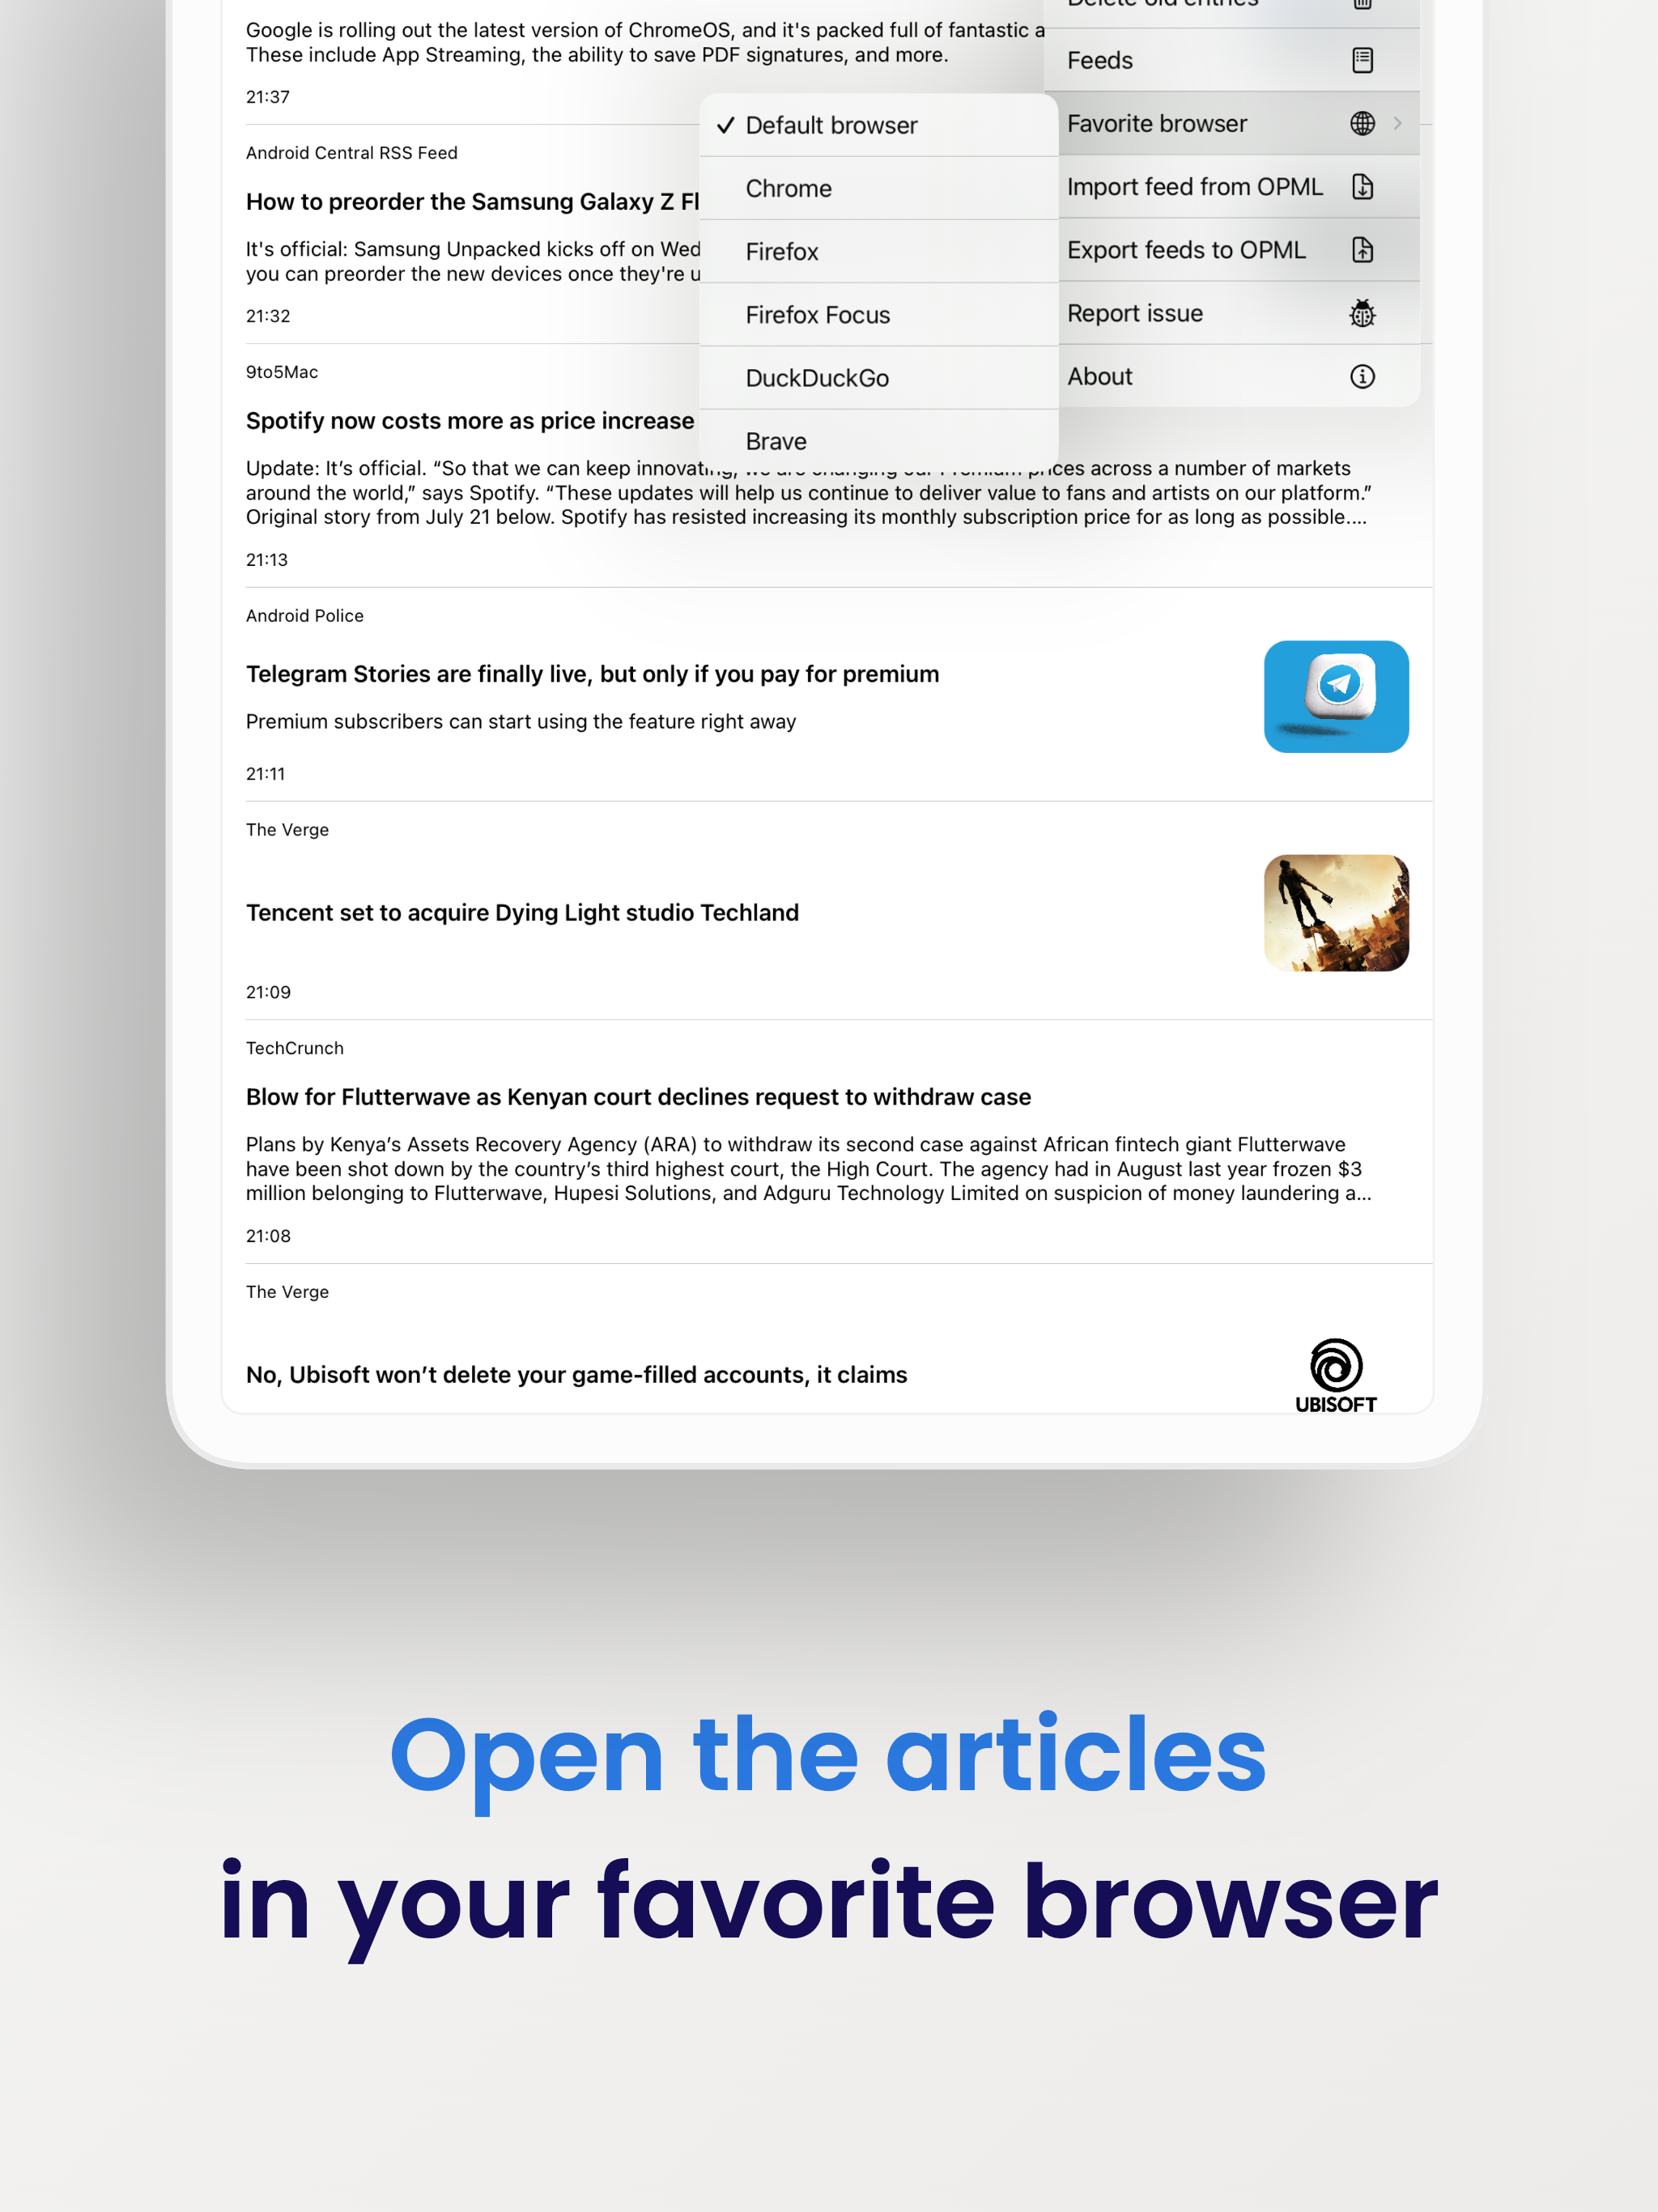 Delete old entries
Google is rolling out the latest version of ChromeOS, and it's packed full of fantastic a
These include App Streaming, the ability to save PDF signatures, and more.
21:37
Feeds
Favorite browser
Import feed from OPML
Export feeds to OPML
Report issue
About
Default browser
Chrome
Firefox
Firefox Focus
DuckDuckGo
Brave
Android Central RSS Feed
How to preorder the Samsung Galaxy Z Fl
It's official: Samsung Unpacked kicks off on Wed
you can preorder the new devices once they're u
21:32
9to5Mac
Spotify now costs more as price increase
Update: It’s official. “So that we can keep innovating, we are changing our Premium prices across a number of markets
around the world,” says Spotify. “These updates will help us continue to deliver value to fans and artists on our platform.”
Original story from July 21 below. Spotify has resisted increasing its monthly subscription price for as long as possible....
21:13
Android Police
Telegram Stories are finally live, but only if you pay for premium
Premium subscribers can start using the feature right away
21:11
The Verge
Tencent set to acquire Dying Light studio Techland
21:09
TechCrunch
Blow for Flutterwave as Kenyan court declines request to withdraw case
Plans by Kenya’s Assets Recovery Agency (ARA) to withdraw its second case against African fintech giant Flutterwave
have been shot down by the country’s third highest court, the High Court. The agency had in August last year frozen $3
million belonging to Flutterwave, Hupesi Solutions, and Adguru Technology Limited on suspicion of money laundering a...
21:08
The Verge
No, Ubisoft won’t delete your game-filled accounts, it claims
UBISOFT
Open the articles
in your favorite browser